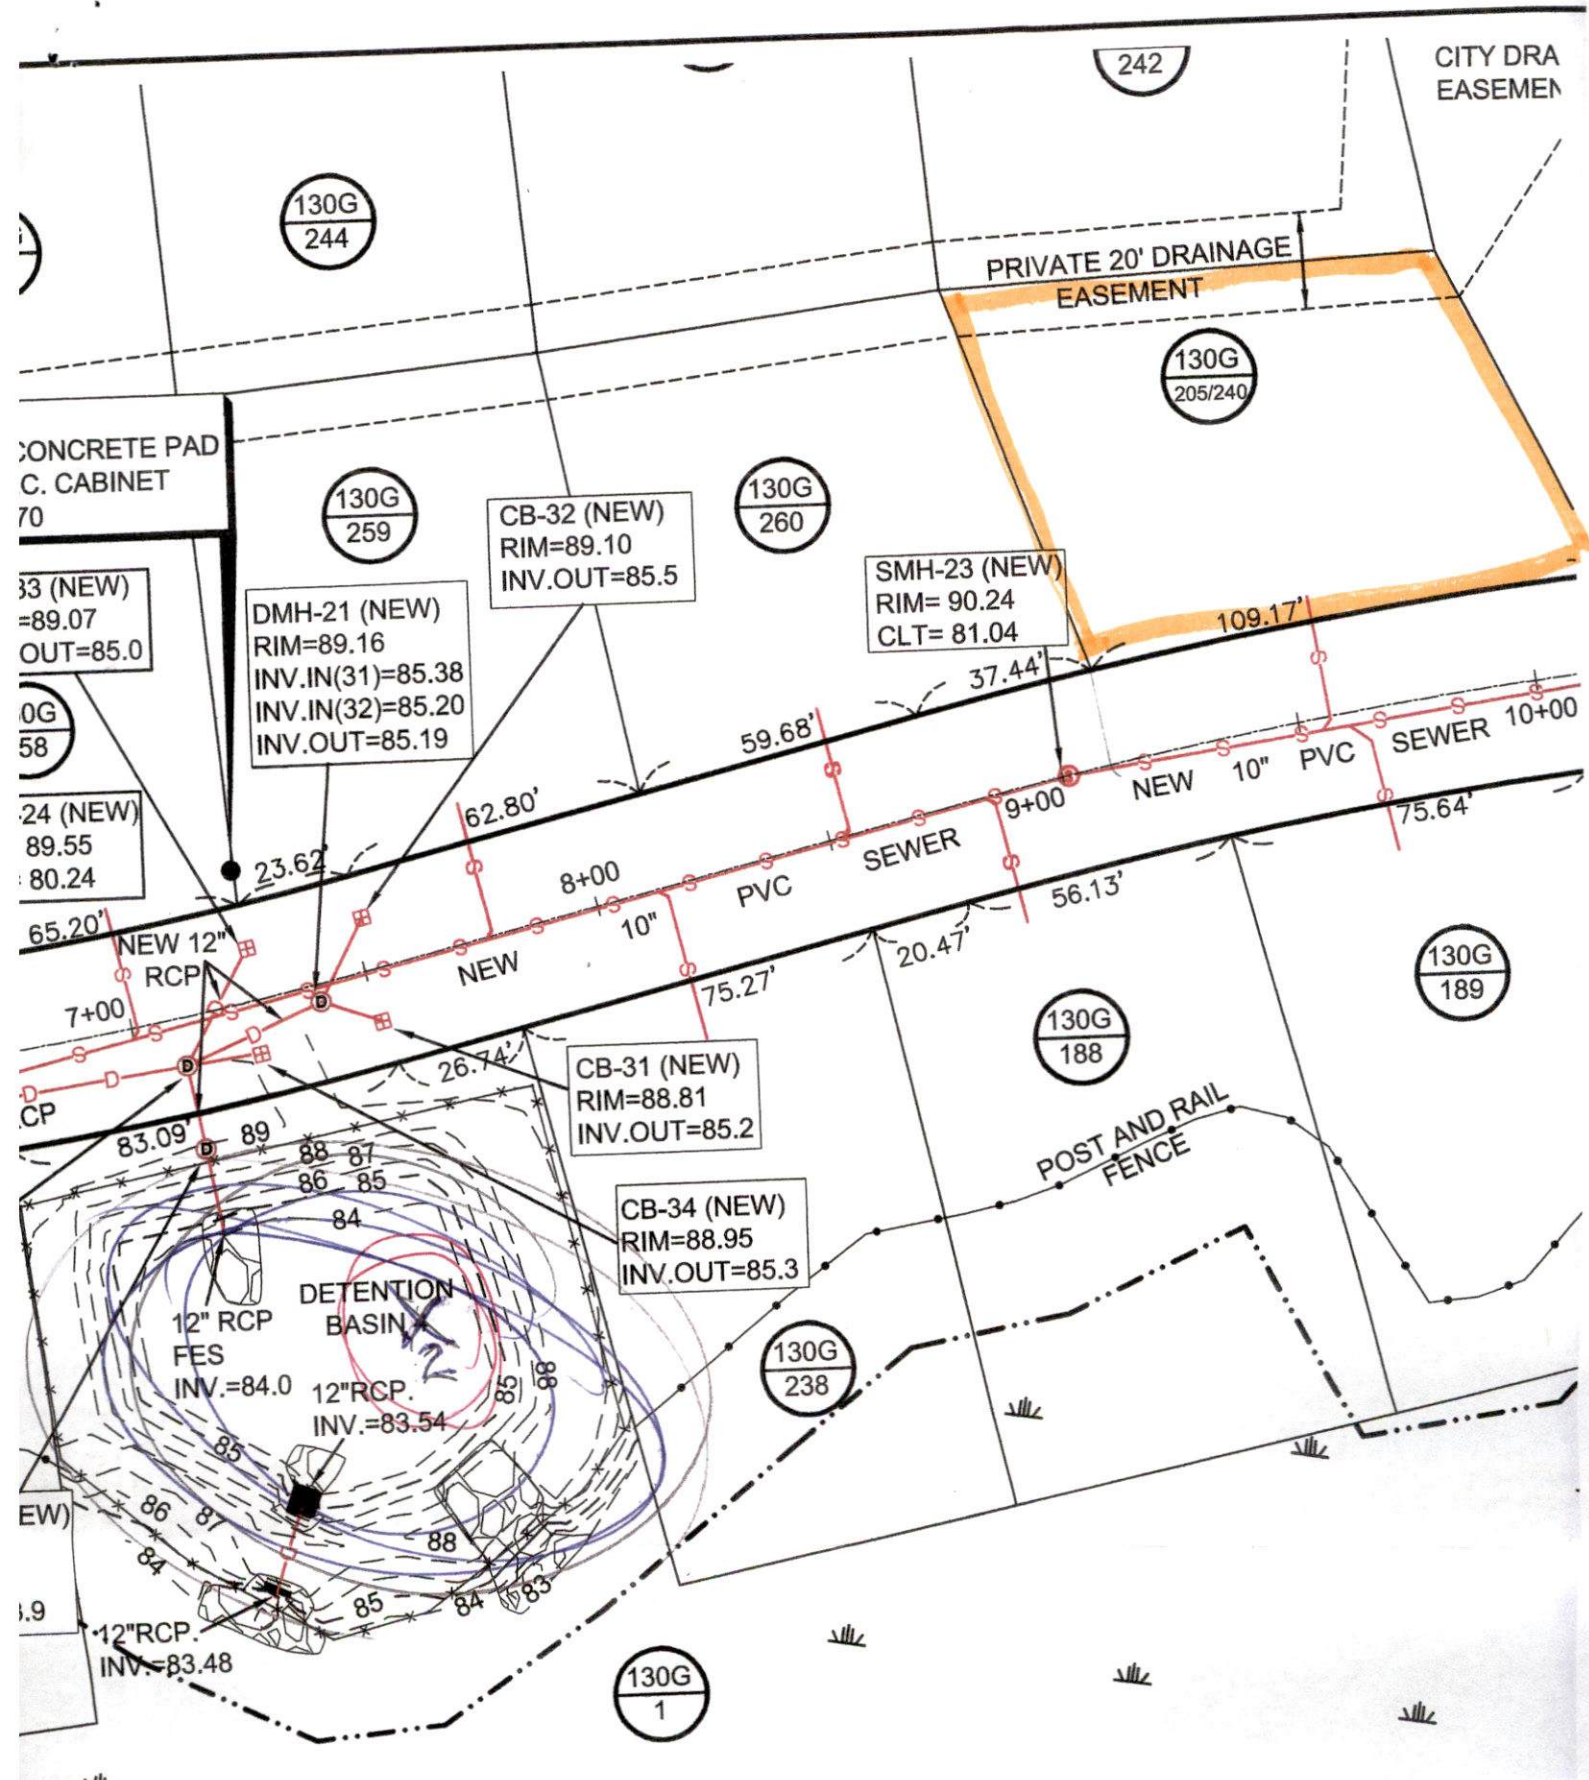 242
CITY DRA
EASEMEN
130G
244
PRIVATE 20' DRAINAGE
EASEMENT
130G
205/240
CONCRETE PAD
C. CABINET
70
130G
259
CB-32 (NEW)
RIM=89.10
INV.OUT=85.5
130G
260
SMH-23 (NEW)
RIM= 90.24
CLT= 81.04
33 (NEW)
=89.07
OUT=85.0
DMH-21 (NEW)
RIM=89.16
INV.IN(31)=85.38
INV.IN(32)=85.20
INV.OUT=85.19
109.17'
37.44'
59.68'
62.80'
23.62'
65.20'
0G
58
-24 (NEW)
89.55
80.24
NEW 12"
RCP
7+00
NEW
8+00
10"
PVC
SEWER
9+00
NEW
10"
PVC
SEWER
10+00
75.64'
56.13'
20.47'
75.27'
26.74'
83.09'
CP
130G
189
130G
188
CB-31 (NEW)
RIM=88.81
INV.OUT=85.2
POST AND RAIL
FENCE
89
88
87
86
85
84
CB-34 (NEW)
RIM=88.95
INV.OUT=85.3
DETENTION
BASIN
2
12" RCP
FES
INV.=84.0
12"RCP.
INV.=83.54
85
88
130G
238
85
86
87
84
88
85
84
83
EW)
3.9
12"RCP.
INV.=83.48
130G
1